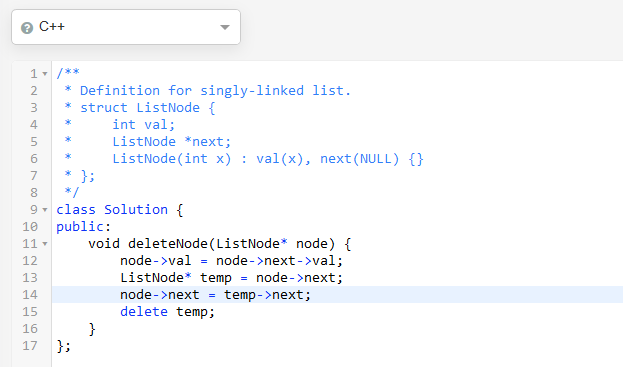 C++
1 /**
2  * Definition for singly-linked list.
3  * struct ListNode {
4  *     int val;
5  *     ListNode *next;
6  *     ListNode(int x) : val(x), next(NULL) {}
7  * };
8  */
9 class Solution {
10 public:
11     void deleteNode(ListNode* node) {
12         node->val = node->next->val;
13         ListNode* temp = node->next;
14         node->next = temp->next;
15         delete temp;
16     }
17 };